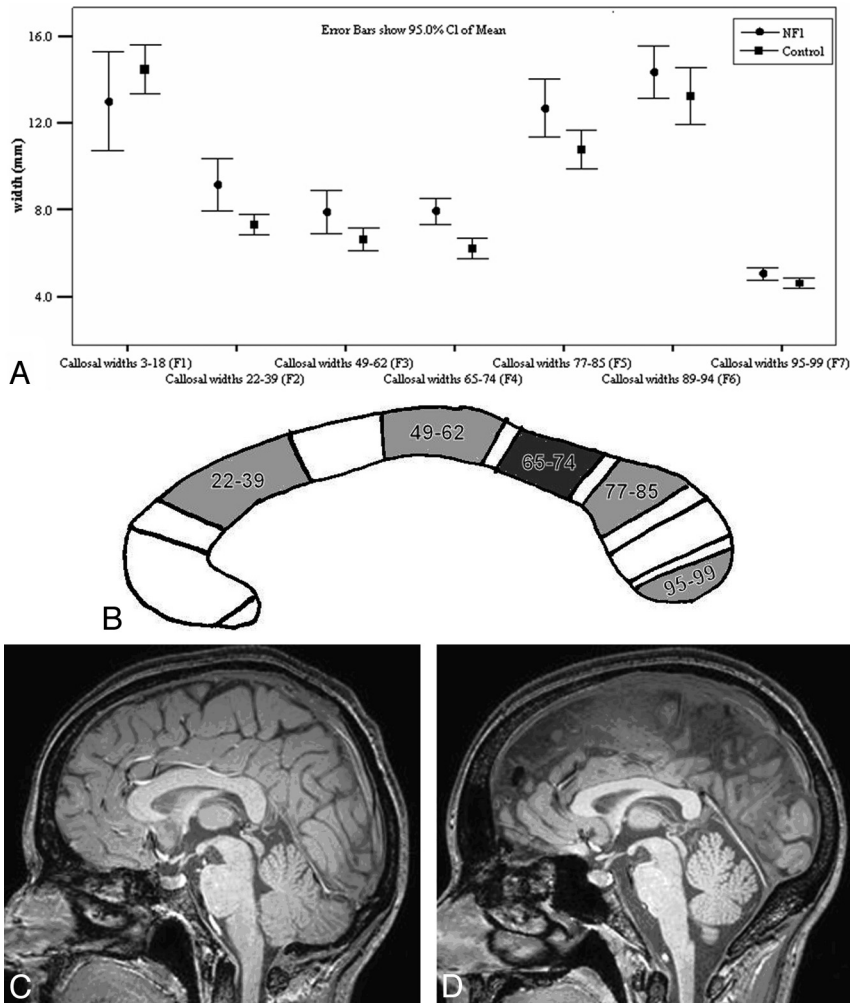 Error Bars show 95.0% Cl of Mean
NF1
Control
16.0
12.0
8.0
4.0
width (mm)
Callosal widths 3-18 (F1)
Callosal widths 49-62 (F3)
Callosal widths 77-85 (F5)
Callosal widths 95-99 (F7)
Callosal widths 22-39 (F2)
Callosal widths 65-74 (F4)
Callosal widths 89-94 (F6)
A
22-39
49-62
65-74
77-85
95-99
B
C
D